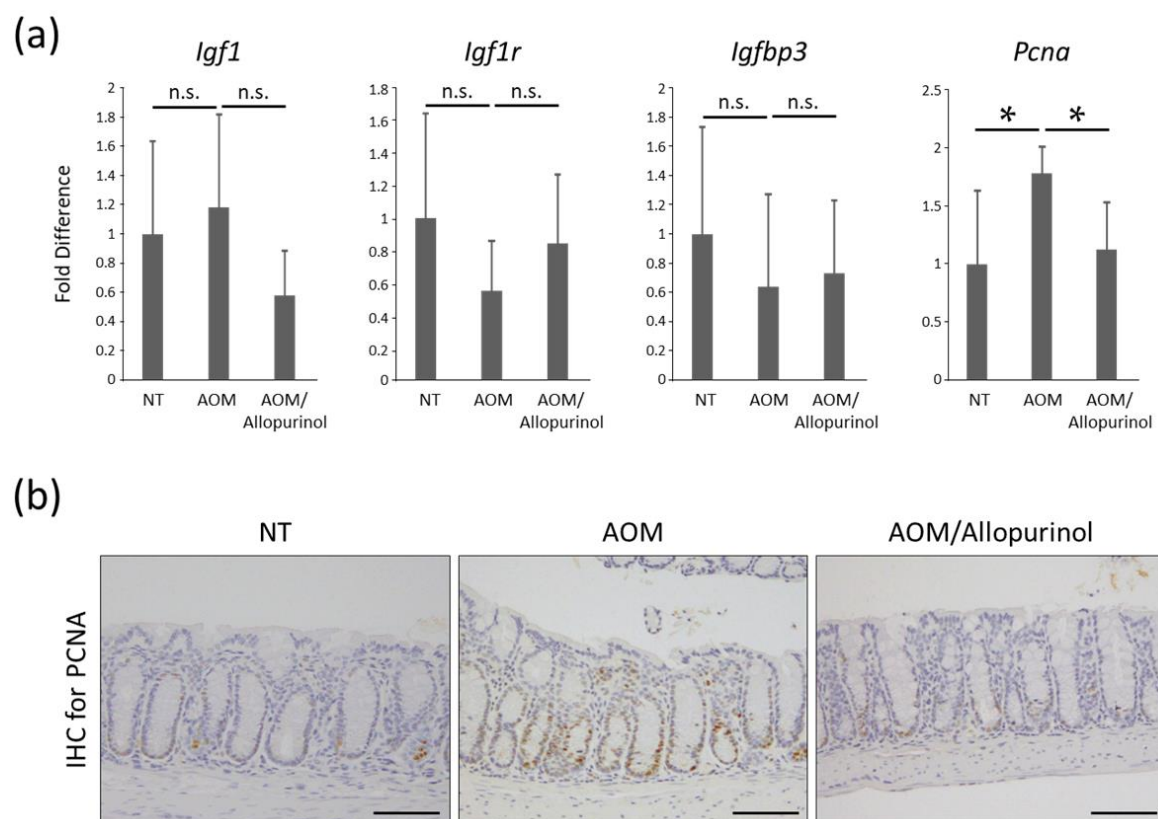 (a)
Igf1
Igf1r
Igfbp3
Pcna
Fold Difference
2
1.8
1.6
1.4
1.2
1
0.8
0.6
0.4
0.2
0
n.s.
n.s.
NT
AOM
AOM/
Allopurinol
1.8
1.6
1.4
1.2
1
0.8
0.6
0.4
0.2
0
n.s.
n.s.
NT
AOM
AOM/
Allopurinol
2
1.8
1.6
1.4
1.2
1
0.8
0.6
0.4
0.2
0
n.s.
n.s.
NT
AOM
AOM/
Allopurinol
2.5
2
1.5
1
0.5
0
*
*
NT
AOM
AOM/
Allopurinol
(b)
NT
AOM
AOM/Allopurinol
IHC for PCNA